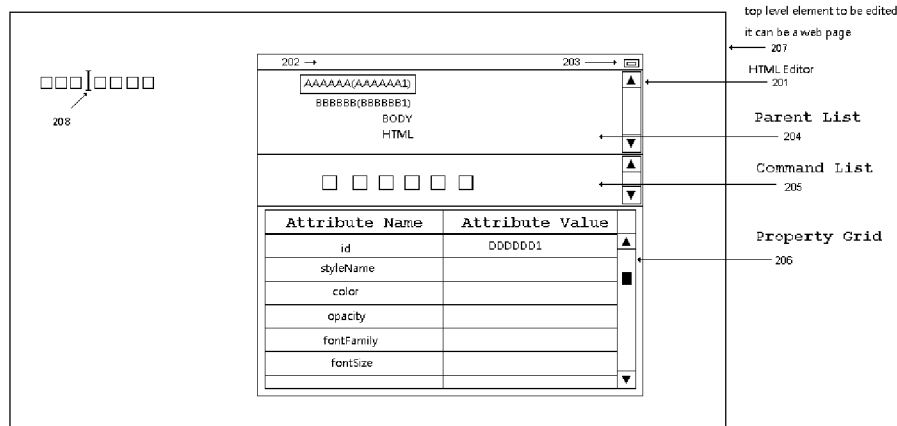 top level element to be edited
it can be a web page
207
202
203
HTML Editor
201
AAAAAA(AAAAAA1)
BBBBBB(BBBBBB1)
BODY
HTML
208
Parent List
204
Command List
205
Attribute Name Attribute Value
Property Grid
206
id DDDDDD1
styleName
color
opacity
fontFamily
fontSize